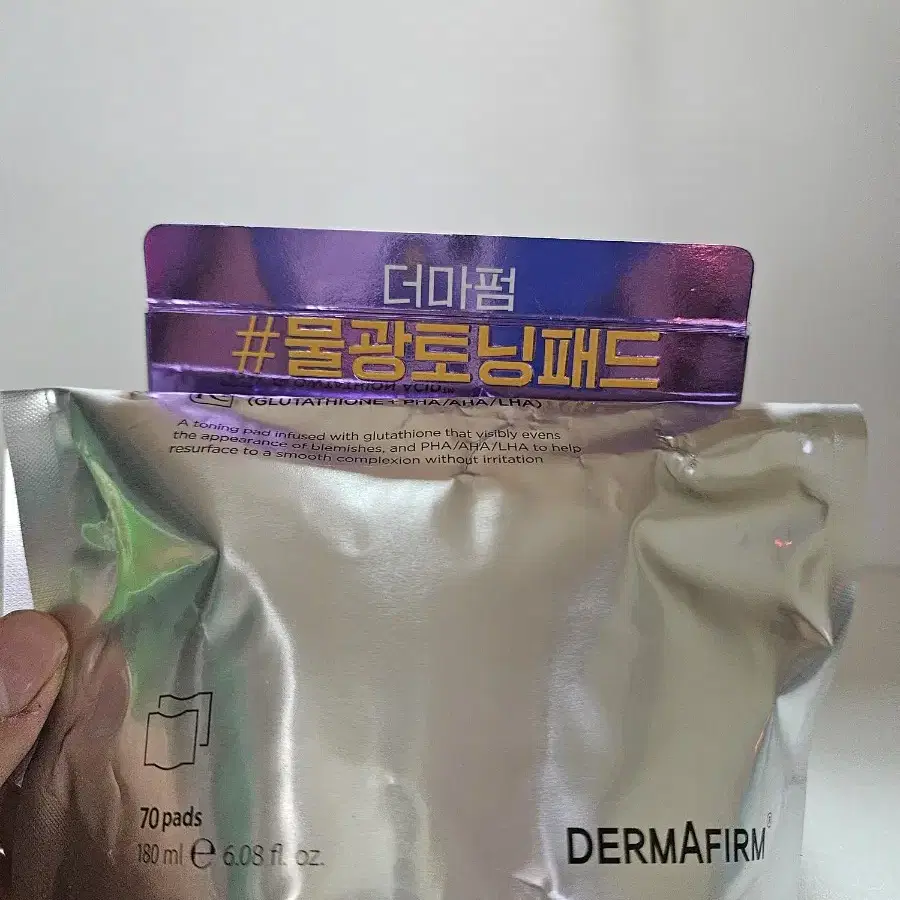 더마펌
#물광토닝패드
(GLUTATHIONE + PHA/AHA/LHA)
A toning pad infused with glutathione that visibly evens
the appearance of blemishes, and PHA/AHA/LHA to help
resurface to a smooth complexion without irritation
70 pads
180 ml ℮ 6.08 fl. oz.
DERMAFIRM®